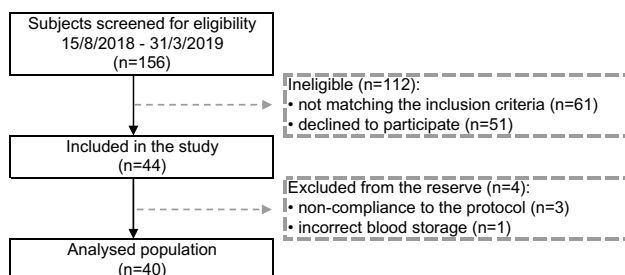 Subjects screened for eligibility
15/8/2018 - 31/3/2019
(n=156)
Ineligible (n=112):
• not matching the inclusion criteria (n=61)
• declined to participate (n=51)
Included in the study
(n=44)
Excluded from the reserve (n=4):
• non-compliance to the protocol (n=3)
• incorrect blood storage (n=1)
Analysed population
(n=40)